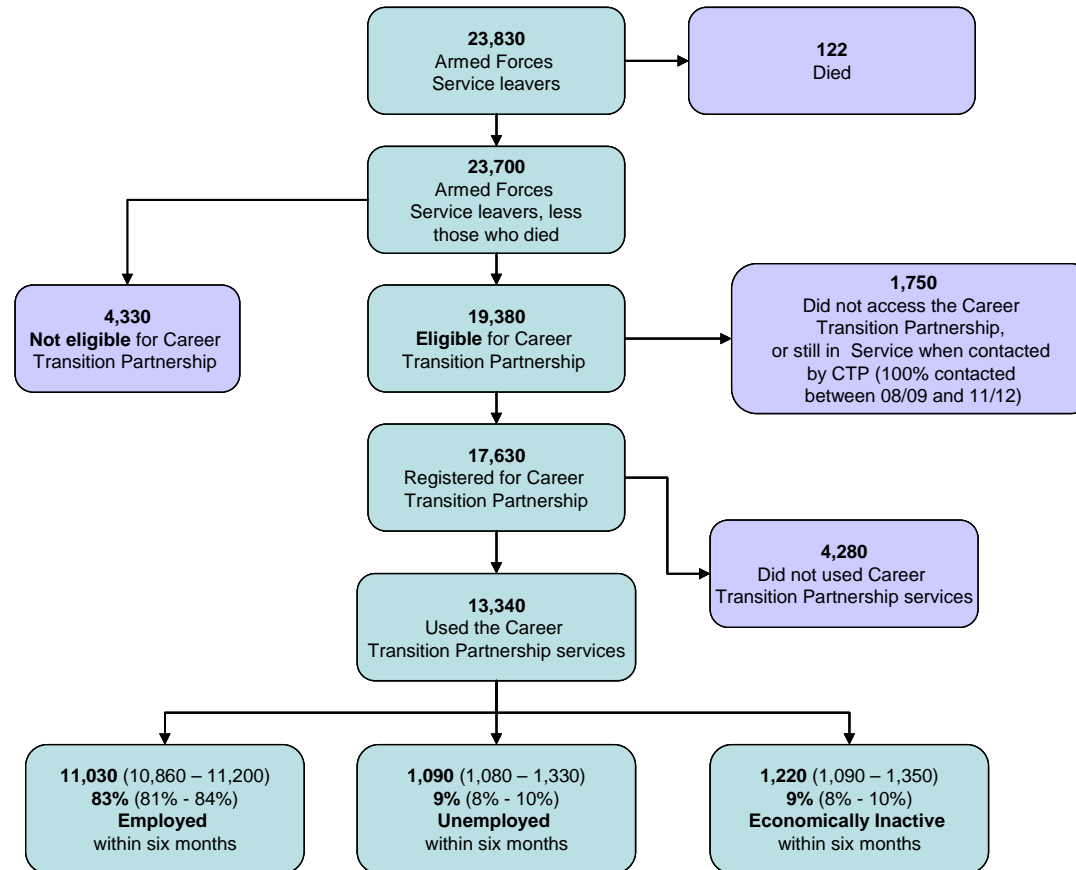 23,830
Armed Forces
Service leavers
122
Died
23,700
Armed Forces
Service leavers, less
those who died
4,330
Not eligible for Career
Transition Partnership
19,380
Eligible for Career
Transition Partnership
1,750
Did not access the Career
Transition Partnership,
or still in  Service when contacted
by CTP (100% contacted
between 08/09 and 11/12)
17,630
Registered for Career
Transition Partnership
4,280
Did not used Career
Transition Partnership services
13,340
Used the Career
Transition Partnership services
11,030 (10,860 – 11,200)
83% (81% - 84%)
Employed
within six months
1,090 (1,080 – 1,330)
9% (8% - 10%)
Unemployed
within six months
1,220 (1,090 – 1,350)
9% (8% - 10%)
Economically Inactive
within six months